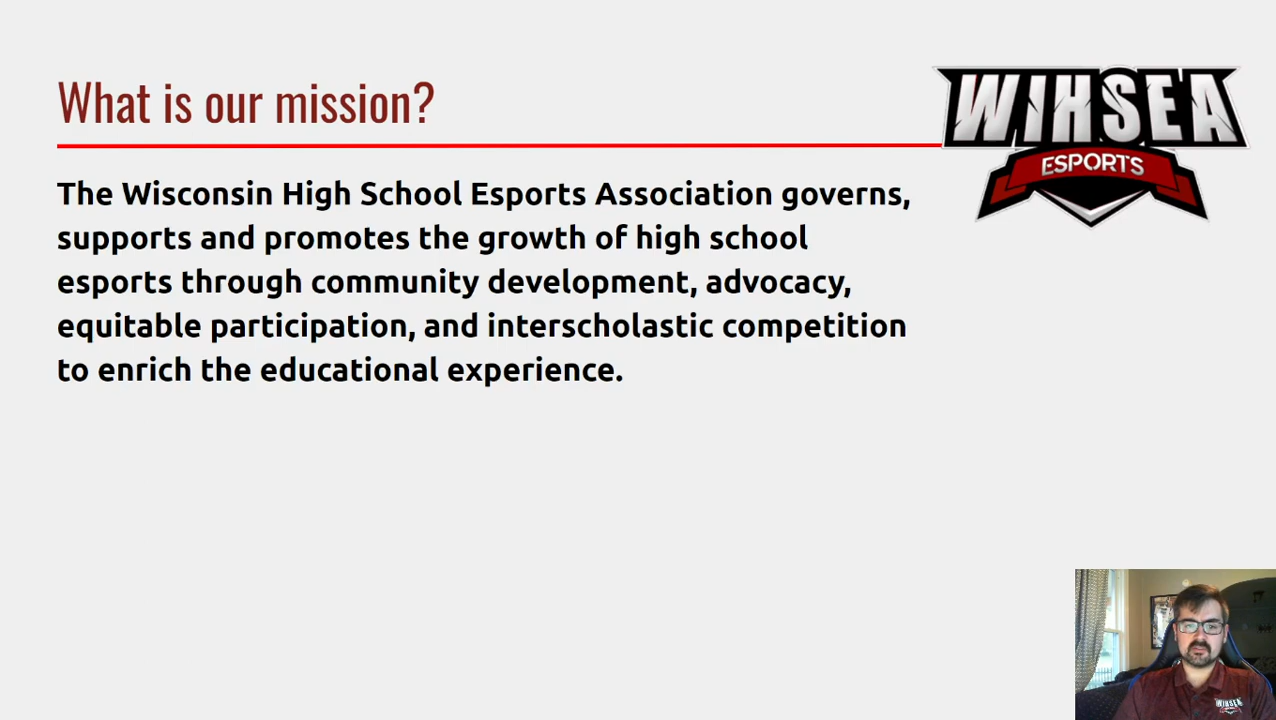 What is our mission?
WIHSEA
ESPORTS
The Wisconsin High School Esports Association governs,
supports and promotes the growth of high school
esports through community development, advocacy,
equitable participation, and interscholastic competition
to enrich the educational experience.
WIHSEA